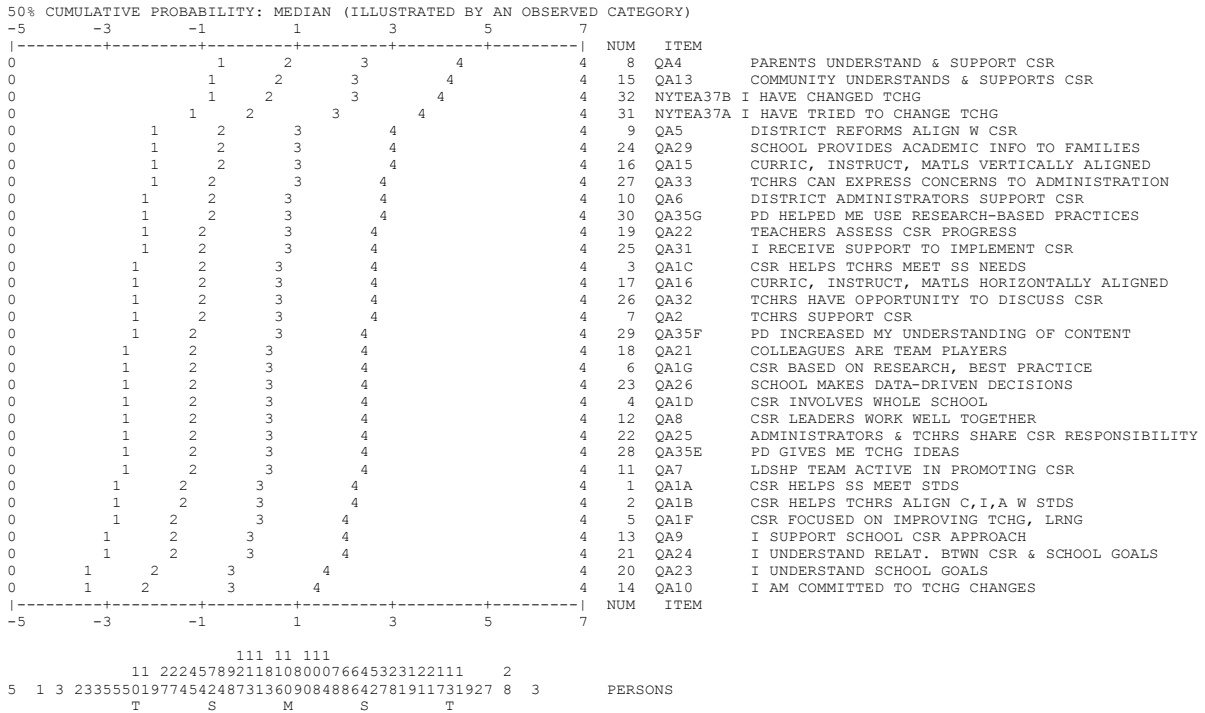 50% CUMULATIVE PROBABILITY: MEDIAN (ILLUSTRATED BY AN OBSERVED CATEGORY)
-5 -3 -1 1 3 5 7
|---------+---------+---------+---------+---------+---------| NUM ITEM
0 1 2 3 4 4 8 QA4 PARENTS UNDERSTAND & SUPPORT CSR
0 1 2 3 4 4 15 QA13 COMMUNITY UNDERSTANDS & SUPPORTS CSR
0 1 2 3 4 4 32 NYTEA37B I HAVE CHANGED TCHG
0 1 2 3 4 4 31 NYTEA37A I HAVE TRIED TO CHANGE TCHG
0 1 2 3 4 4 9 QA5 DISTRICT REFORMS ALIGN W CSR
0 1 2 3 4 4 24 QA29 SCHOOL PROVIDES ACADEMIC INFO TO FAMILIES
0 1 2 3 4 4 16 QA15 CURRIC, INSTRUCT, MATLS VERTICALLY ALIGNED
0 1 2 3 4 4 27 QA33 TCHRS CAN EXPRESS CONCERNS TO ADMINISTRATION
0 1 2 3 4 4 10 QA6 DISTRICT ADMINISTRATORS SUPPORT CSR
0 1 2 3 4 4 30 QA35G PD HELPED ME USE RESEARCH-BASED PRACTICES
0 1 2 3 4 4 19 QA22 TEACHERS ASSESS CSR PROGRESS
0 1 2 3 4 4 25 QA31 I RECEIVE SUPPORT TO IMPLEMENT CSR
0 1 2 3 4 4 3 QA1C CSR HELPS TCHRS MEET SS NEEDS
0 1 2 3 4 4 17 QA16 CURRIC, INSTRUCT, MATLS HORIZONTALLY ALIGNED
0 1 2 3 4 4 26 QA32 TCHRS HAVE OPPORTUNITY TO DISCUSS CSR
0 1 2 3 4 4 7 QA2 TCHRS SUPPORT CSR
0 1 2 3 4 4 29 QA35F PD INCREASED MY UNDERSTANDING OF CONTENT
0 1 2 3 4 4 18 QA21 COLLEAGUES ARE TEAM PLAYERS
0 1 2 3 4 4 6 QA1G CSR BASED ON RESEARCH, BEST PRACTICE
0 1 2 3 4 4 23 QA26 SCHOOL MAKES DATA-DRIVEN DECISIONS
0 1 2 3 4 4 4 QA1D CSR INVOLVES WHOLE SCHOOL
0 1 2 3 4 4 12 QA8 CSR LEADERS WORK WELL TOGETHER
0 1 2 3 4 4 22 QA25 ADMINISTRATORS & TCHRS SHARE CSR RESPONSIBILITY
0 1 2 3 4 4 28 QA35E PD GIVES ME TCHG IDEAS
0 1 2 3 4 4 11 QA7 LDSHP TEAM ACTIVE IN PROMOTING CSR
0 1 2 3 4 4 1 QA1A CSR HELPS SS MEET STDS
0 1 2 3 4 4 2 QA1B CSR HELPS TCHRS ALIGN C,I,A W STDS
0 1 2 3 4 4 5 QA1F CSR FOCUSED ON IMPROVING TCHG, LRNG
0 1 2 3 4 4 13 QA9 I SUPPORT SCHOOL CSR APPROACH
0 1 2 3 4 4 21 QA24 I UNDERSTAND RELAT. BTWN CSR & SCHOOL GOALS
0 1 2 3 4 4 20 QA23 I UNDERSTAND SCHOOL GOALS
0 1 2 3 4 4 14 QA10 I AM COMMITTED TO TCHG CHANGES
|---------+---------+---------+---------+---------+---------| NUM ITEM
-5 -3 -1 1 3 5 7
111 11 111
11 222457892118108000766453231221​11 2
5 1 3 233555019774542487313609084886427819117319​27 8 3 PERSONS
T S M S T